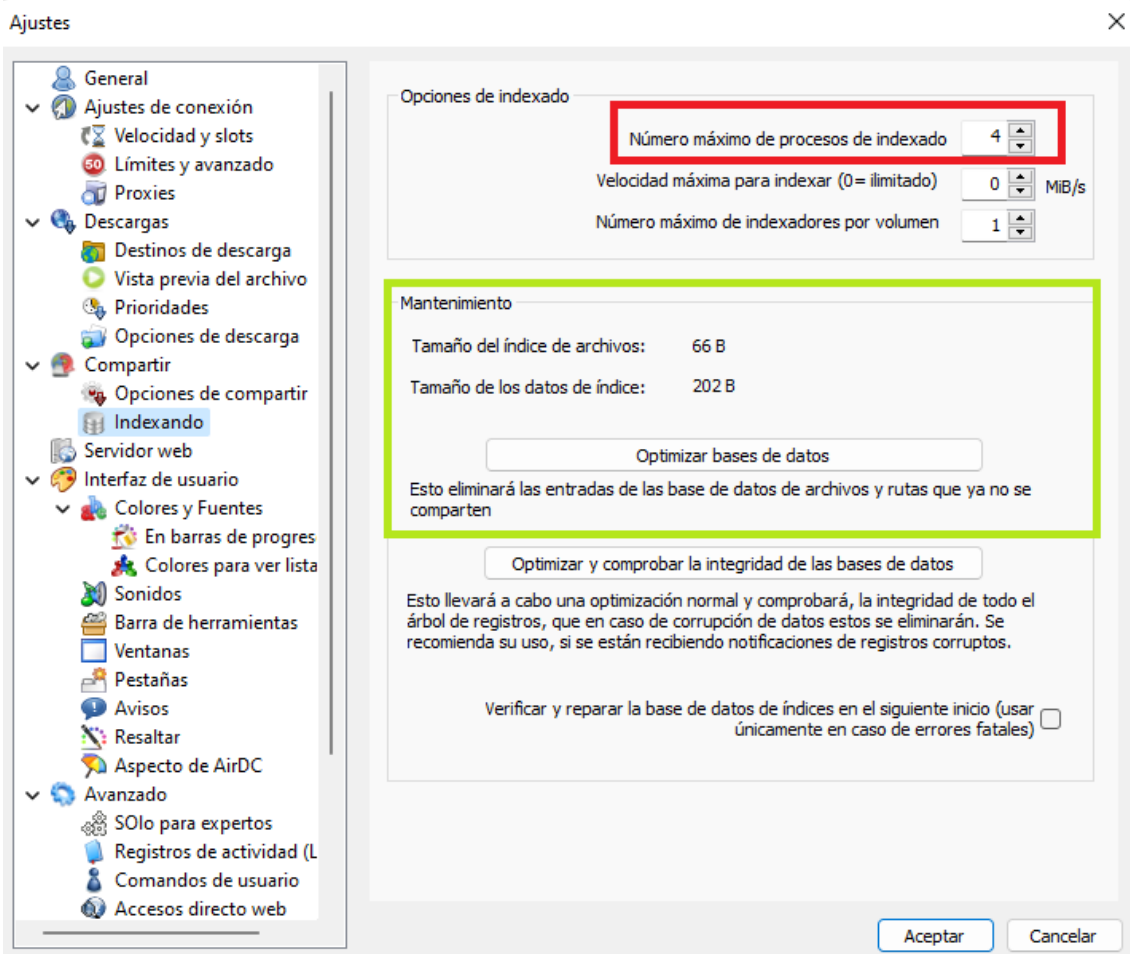 Ajustes
General
Ajustes de conexión
Velocidad y slots
50
Límites y avanzado
Proxies
Descargas
Destinos de descarga
Vista previa del archivo
Prioridades
Opciones de descarga
Compartir
Opciones de compartir
Indexando
Servidor web
Interfaz de usuario
Colores y Fuentes
En barras de progres
Colores para ver lista
Sonidos
Barra de herramientas
Ventanas
Pestañas
Avisos
Resaltar
Aspecto de AirDC
Avanzado
SOlo para expertos
Registros de actividad (L
Comandos de usuario
Accesos directo web
Opciones de indexado
Número máximo de procesos de indexado 4
Velocidad máxima para indexar (0= ilimitado) 0 MiB/s
Número máximo de indexadores por volumen 1
Mantenimiento
Tamaño del índice de archivos: 66 B
Tamaño de los datos de índice: 202 B
Optimizar bases de datos
Esto eliminará las entradas de las base de datos de archivos y rutas que ya no se
comparten
Optimizar y comprobar la integridad de las bases de datos
Esto llevará a cabo una optimización normal y comprobará, la integridad de todo el
árbol de registros, que en caso de corrupción de datos estos se eliminarán. Se
recomienda su uso, si se están recibiendo notificaciones de registros corruptos.
Verificar y reparar la base de datos de índices en el siguiente inicio (usar
únicamente en caso de errores fatales)
Aceptar
Cancelar